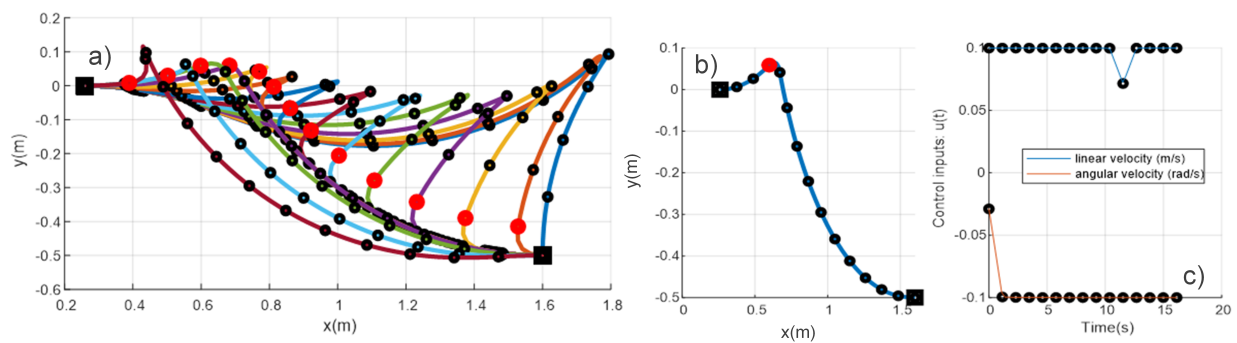 a)
0.2
0.1
0
-0.1
-0.2
-0.3
-0.4
-0.5
-0.6
y(m)
0.2 0.4 0.6 0.8 1 1.2 1.4 1.6 1.8
x(m)
b)
0.1
0
-0.1
-0.2
-0.3
-0.4
-0.5
y(m)
0.5 1 1.5
x(m)
c)
0.1
0.05
0
-0.05
-0.1
Control inputs: u(t)
linear velocity (m/s)
angular velocity (rad/s)
0 5 10 15 20
Time(s)